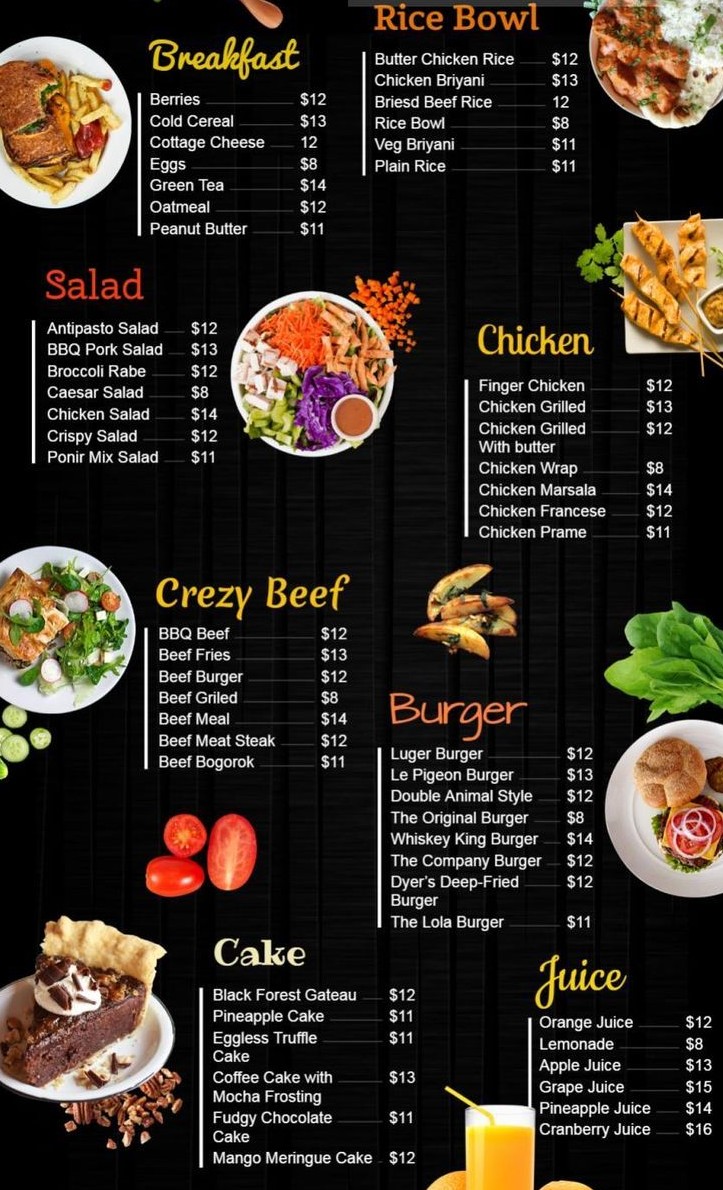 Breakfast
Berries $12
Cold Cereal $13
Cottage Cheese 12
Eggs $8
Green Tea $14
Oatmeal $12
Peanut Butter $11
Rice Bowl
Butter Chicken Rice $12
Chicken Briyani $13
Briesd Beef Rice 12
Rice Bowl $8
Veg Briyani $11
Plain Rice $11
Salad
Antipasto Salad $12
BBQ Pork Salad $13
Broccoli Rabe $12
Caesar Salad $8
Chicken Salad $14
Crispy Salad $12
Ponir Mix Salad $11
Chicken
Finger Chicken $12
Chicken Grilled $13
Chicken Grilled $12
With butter
Chicken Wrap $8
Chicken Marsala $14
Chicken Francese $12
Chicken Prame $11
Crezy Beef
BBQ Beef $12
Beef Fries $13
Beef Burger $12
Beef Griled $8
Beef Meal $14
Beef Meat Steak $12
Beef Bogorok $11
Burger
Luger Burger $12
Le Pigeon Burger $13
Double Animal Style $12
The Original Burger $8
Whiskey King Burger $14
The Company Burger $12
Dyer's Deep-Fried $12
Burger
The Lola Burger $11
Cake
Black Forest Gateau $12
Pineapple Cake $11
Eggless Truffle $11
Cake
Coffee Cake with $13
Mocha Frosting
Fudgy Chocolate $11
Cake
Mango Meringue Cake $12
Juice
Orange Juice $12
Lemonade $8
Apple Juice $13
Grape Juice $15
Pineapple Juice $14
Cranberry Juice $16